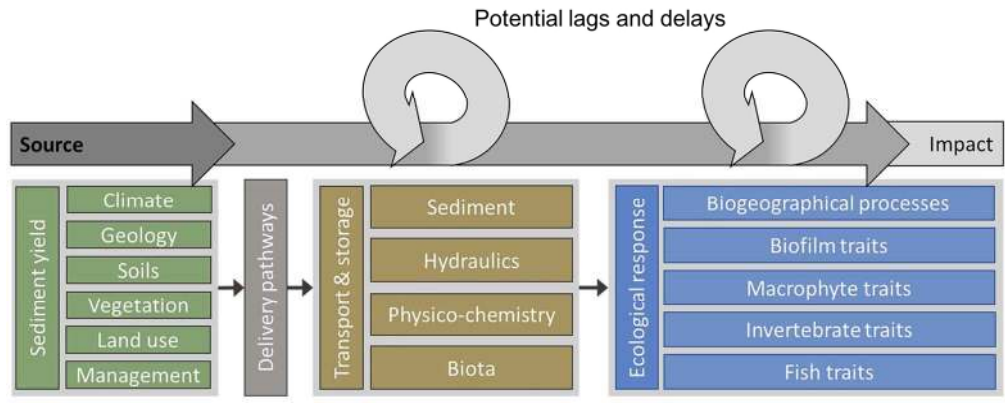 Potential lags and delays
Source
Impact
Sediment yield
Climate
Geology
Soils
Vegetation
Land use
Management
Delivery pathways
Transport & storage
Sediment
Hydraulics
Physico-chemistry
Biota
Ecological response
Biogeographical processes
Biofilm traits
Macrophyte traits
Invertebrate traits
Fish traits